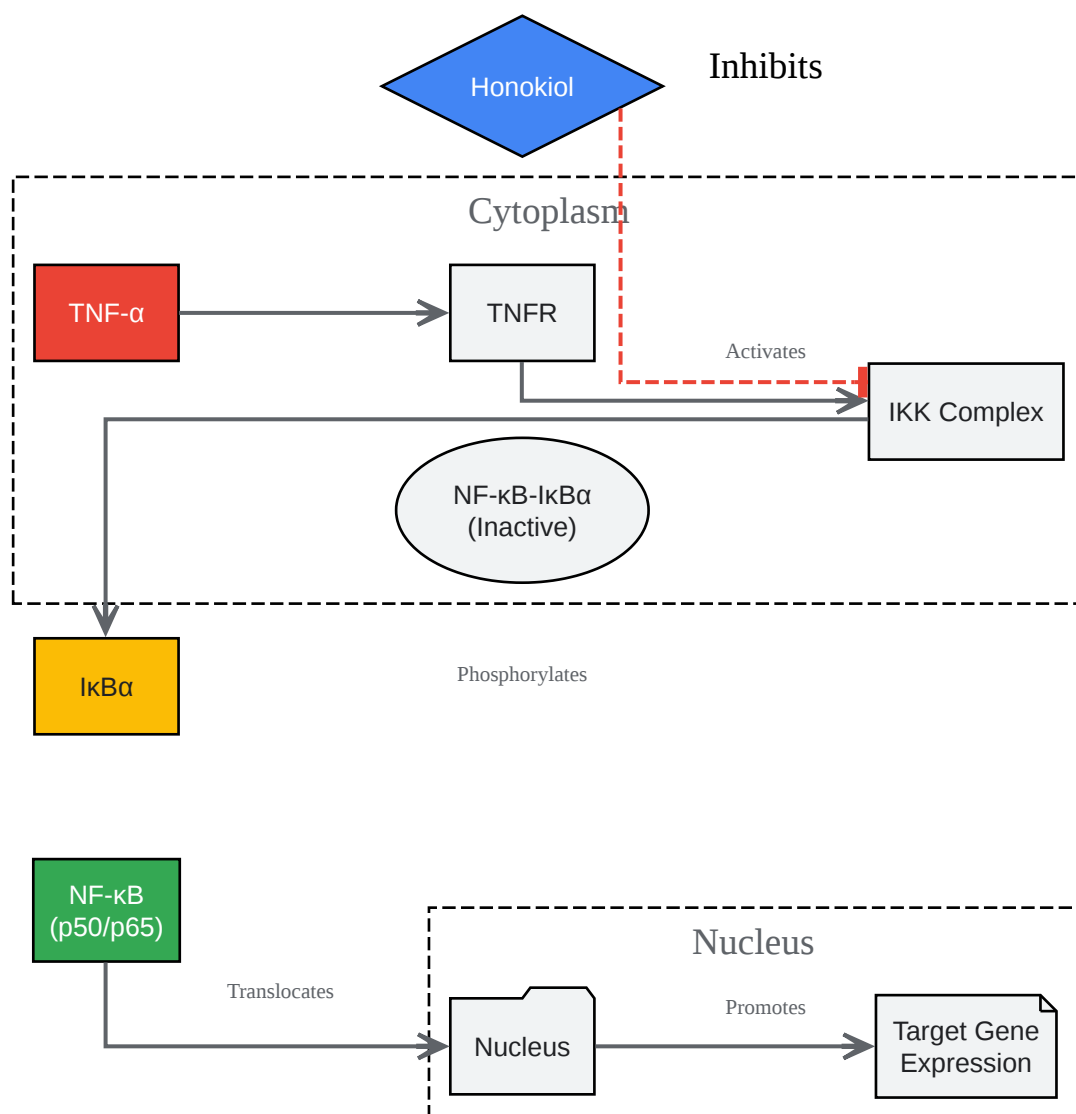 Honokiol
Inhibits
Cytoplasm
TNF-α
TNFR
Activates
IKK Complex
NF-κB-IκBα
(Inactive)
IκBα
Phosphorylates
NF-κB
(p50/p65)
Nucleus
Translocates
Promotes
Nucleus
Target Gene
Expression